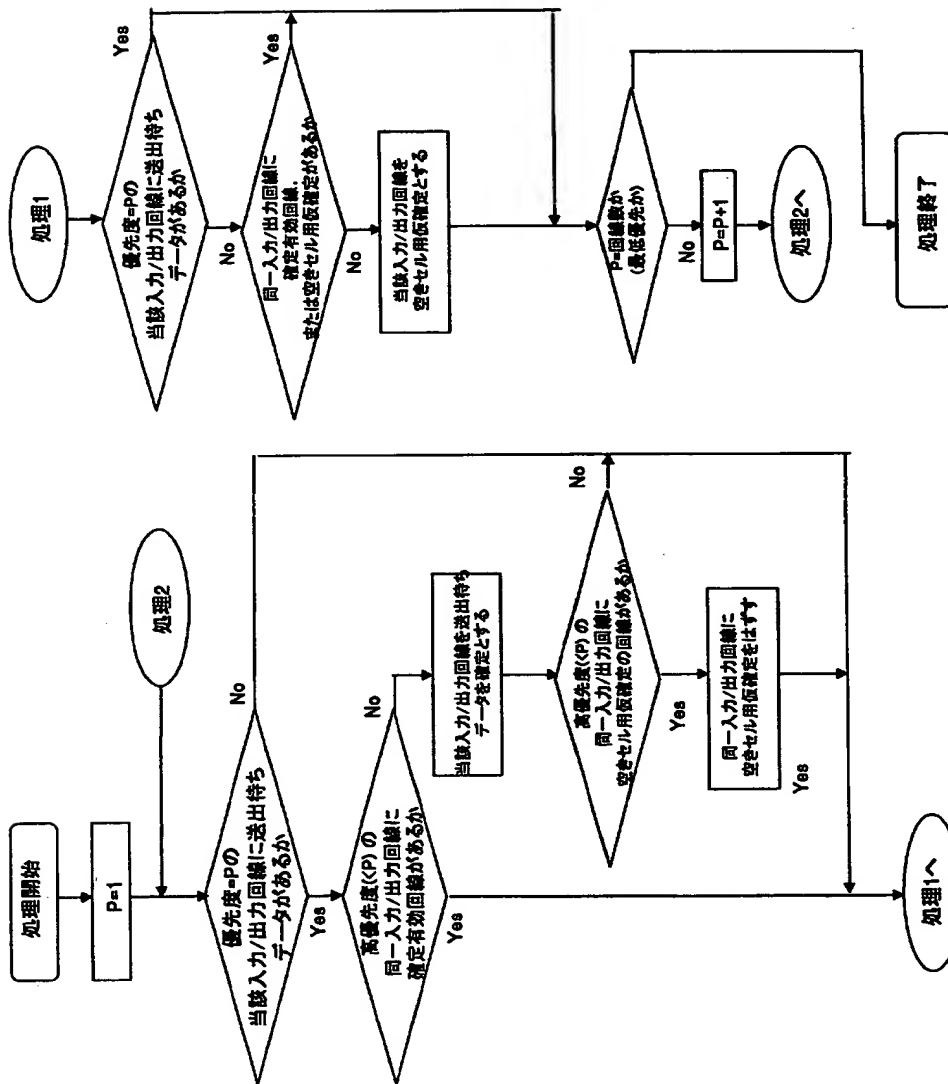 処理開始
P=1
処理2
優先度=Pの
当該入力/出力回線に送出待ち
データがあるか
No
Yes
高優先度(<P) の
同一入力/出力回線に
確定有効回線があるか
No
Yes
当該入力/出力回線を送出待ち
データを確定とする
高優先度(<P) の
同一入力/出力回線に
空きセル用仮確定の回線があるか
No
Yes
同一入力/出力回線に
空きセル用仮確定をはずす
Yes
処理1へ
処理1
優先度=Pの
当該入力/出力回線に送出待ち
データがあるか
Yes
No
同一入力/出力回線に
確定有効回線、
または空きセル用仮確定があるか
Yes
No
当該入力/出力回線を
空きセル用仮確定とする
P=回線数か
(最低優先か)
No
P=P+1
処理2へ
処理終了